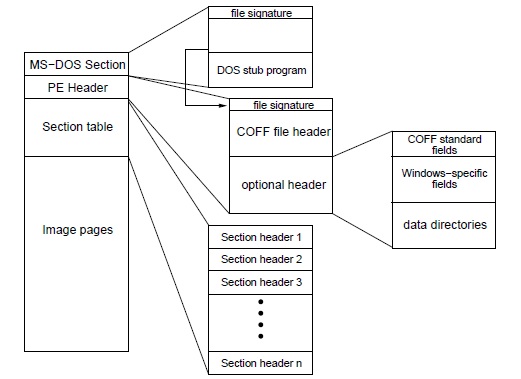 file signature
DOS stub program
MS-DOS Section
PE Header
Section table
Image pages
file signature
COFF file header
optional header
COFF standard
fields
Windows-specific
fields
data directories
Section header 1
Section header 2
Section header 3
Section header n